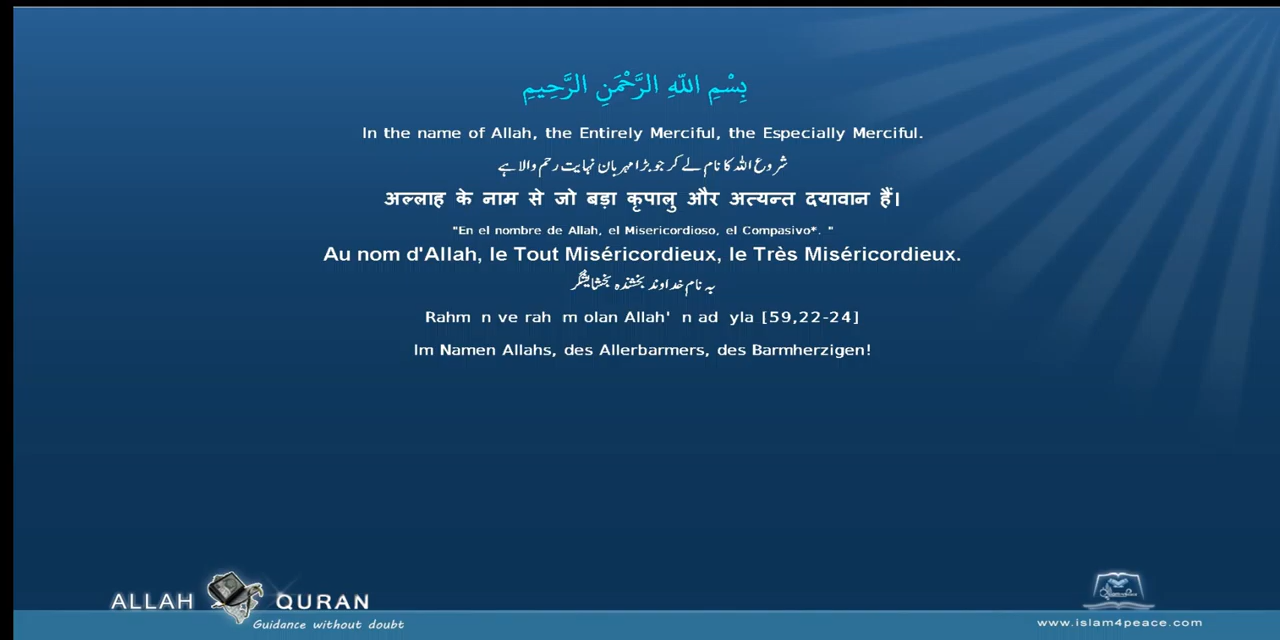 بِسْمِ اللّهِ الرَّحْمَنِ الرَّحِيمِ
In the name of Allah, the Entirely Merciful, the Especially Merciful.
شروع الله کا نام لے کر جو بڑا مہربان نہایت رحم والا ہے
अल्लाह के नाम से जो बड़ा कृपालु और अत्यन्त दयावान हैं।
"En el nombre de Allah, el Misericordioso, el Compasivo*. "
Au nom d'Allah, le Tout Miséricordieux, le Très Miséricordieux.
به نام خداوند بخشنده بخشایشگر
Rahm n ve rah m olan Allah' n ad yla [59,22-24]
Im Namen Allahs, des Allerbarmers, des Barmherzigen!
ALLAH QURAN
Guidance without doubt
www.islam4peace.com